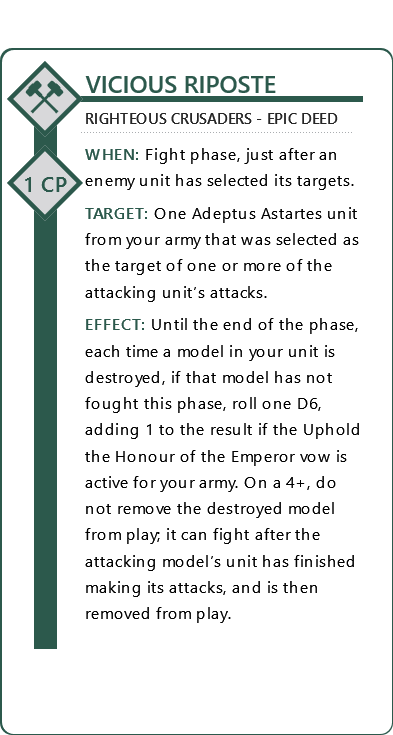 VICIOUS RIPOSTE
RIGHTEOUS CRUSADERS - EPIC DEED
1 CP
WHEN: Fight phase, just after an
enemy unit has selected its targets.
TARGET: One Adeptus Astartes unit
from your army that was selected as
the target of one or more of the
attacking unit's attacks.
EFFECT: Until the end of the phase,
each time a model in your unit is
destroyed, if that model has not
fought this phase, roll one D6,
adding 1 to the result if the Uphold
the Honour of the Emperor vow is
active for your army. On a 4+, do
not remove the destroyed model
from play; it can fight after the
attacking model's unit has finished
making its attacks, and is then
removed from play.